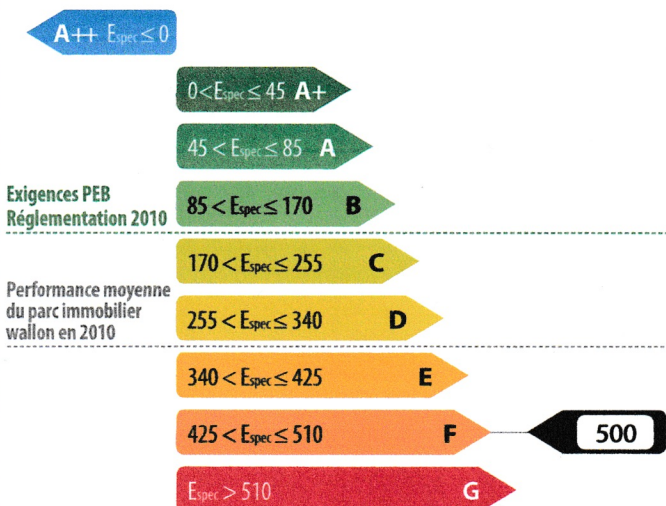 A++ Espec ≤ 0
0 < Espec ≤ 45 A+
45 < Espec ≤ 85 A
Exigences PEB
Réglementation 2010
85 < Espec ≤ 170 B
170 < Espec ≤ 255 C
Performance moyenne
du parc immobilier
wallon en 2010
255 < Espec ≤ 340 D
340 < Espec ≤ 425 E
425 < Espec ≤ 510 F
500
Espec > 510 G